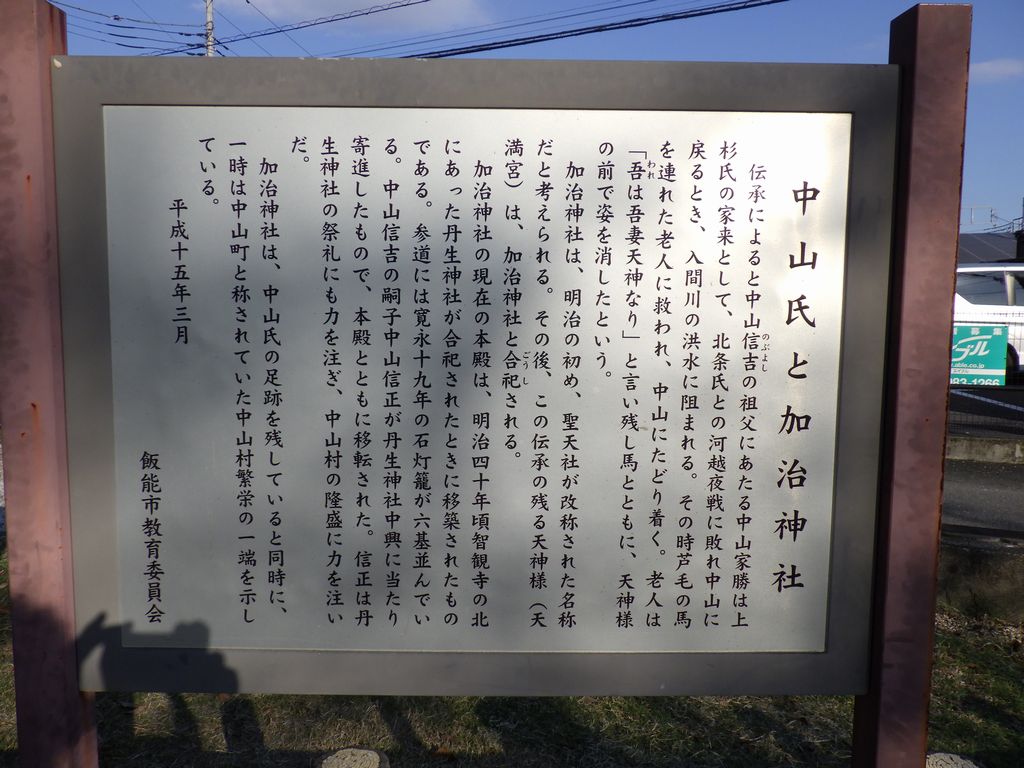 中山氏と加治神社
伝承によると中山信吉の祖父にあたる中山家勝は上
のぶよし
杉氏の家来として、北条氏との河越夜戦に敗れ中山に
戻るとき、入間川の洪水に阻まれる。その時芦毛の馬
を連れた老人に救われ、中山にたどり着く。老人は
われ
「吾は吾妻天神なり」と言い残し馬とともに、天神様
の前で姿を消したという。
加治神社は、明治の初め、聖天社が改称された名称
だと考えられる。その後、この伝承の残る天神様（天
満宮）は、加治神社と合祀される。
ごうし
加治神社の現在の本殿は、明治四十年頃智観寺の北
にあった丹生神社が合祀されたときに移築されたもの
である。参道には寛永十九年の石灯籠が六基並んでい
る。中山信吉の嗣子中山信正が丹生神社中興に当たり
寄進したもので、本殿とともに移転された。信正は丹
生神社の祭礼にも力を注ぎ、中山村の隆盛に力を注い
だ。
加治神社は、中山氏の足跡を残していると同時に、
一時は中山町と称されていた中山村繁栄の一端を示し
ている。
平成十五年三月
飯能市教育委員会
募集
ブル
able.co.jp
983-1266